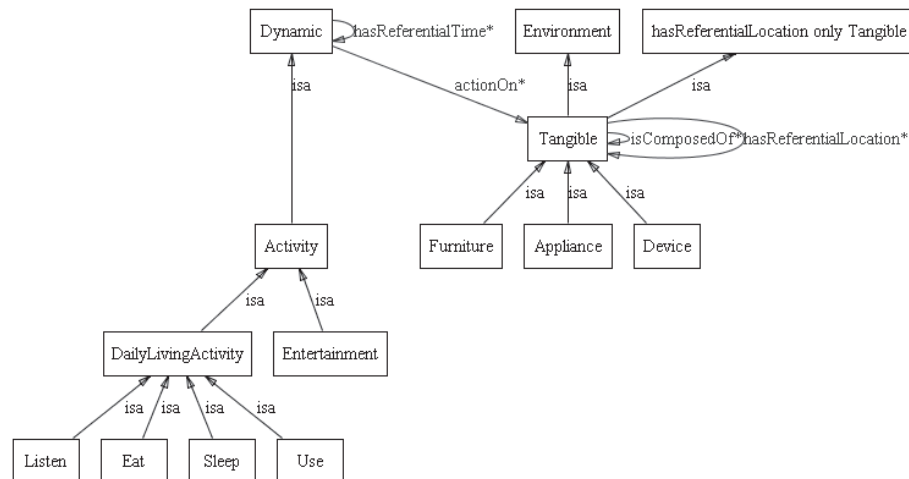 Dynamic
hasReferentialTime*
Environment
hasReferentialLocation only Tangible
isa
actionOn*
isa
isa
Tangible
isComposedOf*
hasReferentialLocation*
isa
isa
isa
Activity
Furniture
Appliance
Device
isa
isa
DailyLivingActivity
Entertainment
isa
isa
isa
isa
Listen
Eat
Sleep
Use